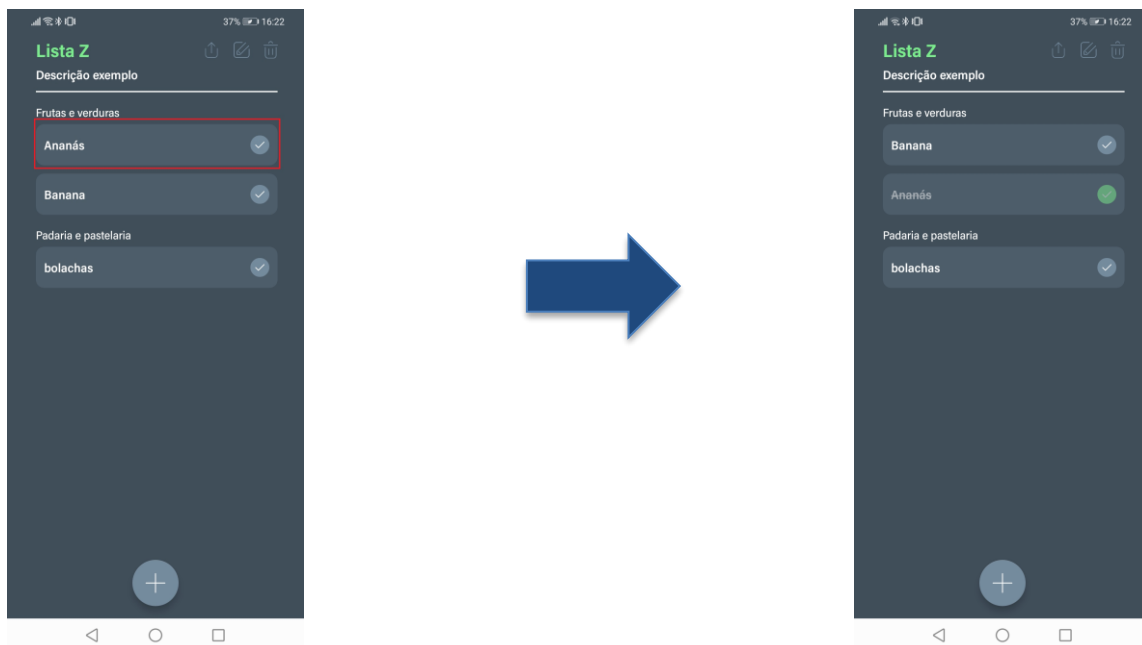 37% 16:22
Lista Z
Descrição exemplo
Frutas e verduras
Ananás
Banana
Padaria e pastelaria
bolachas
37% 16:22
Lista Z
Descrição exemplo
Frutas e verduras
Banana
Ananás
Padaria e pastelaria
bolachas